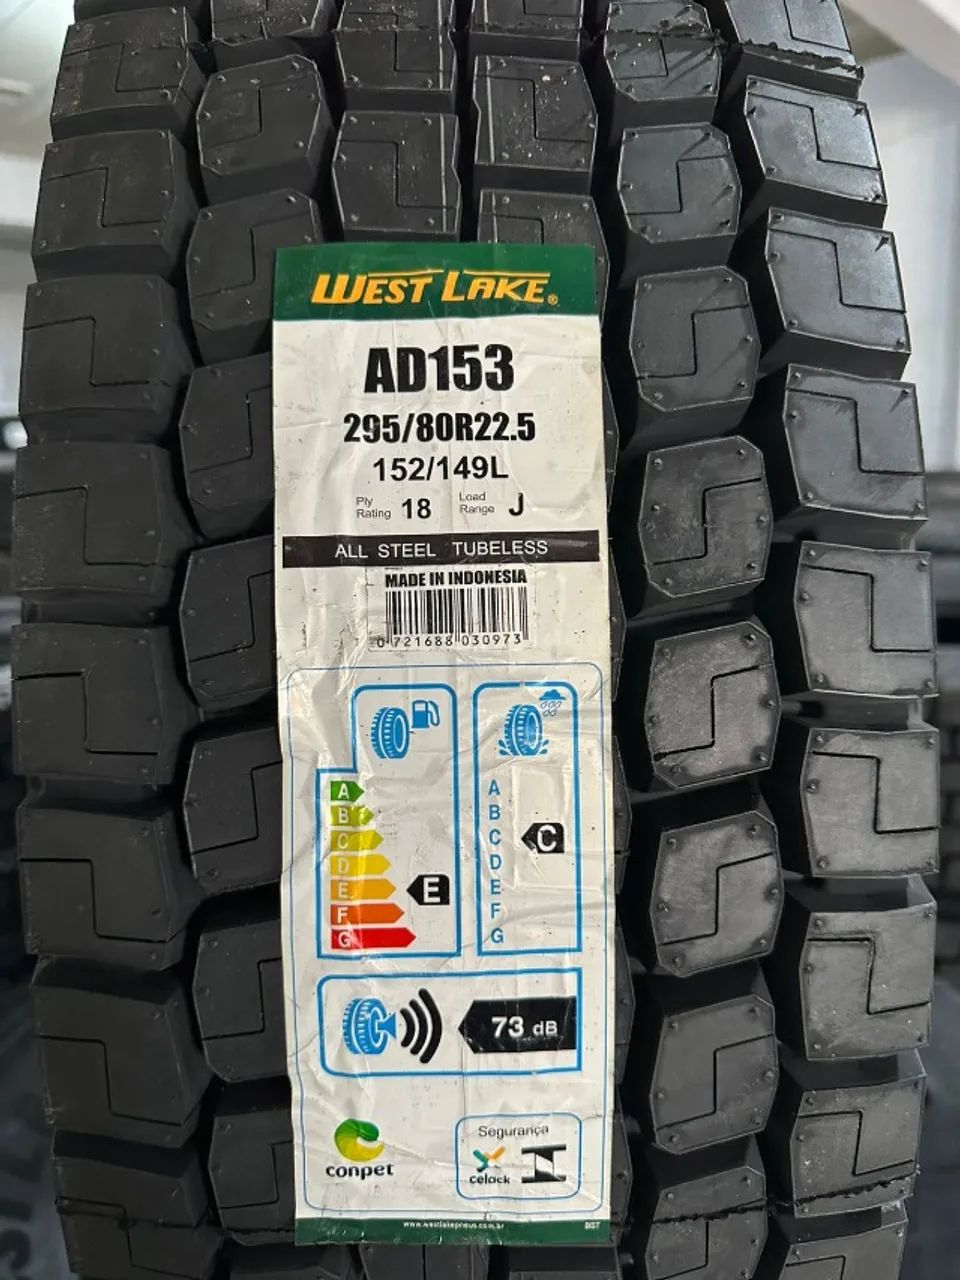 WEST LAKE®
AD153
295/80R22.5
152/149L
Ply Rating 18 Load Range J
ALL STEEL TUBELESS
MADE IN INDONESIA
0 721688 030973
A
B
C
D
E
F
G
E
A
B
C
D
E
F
G
C
73 dB
conpet
Segurança
www.westlakepneus.com.br